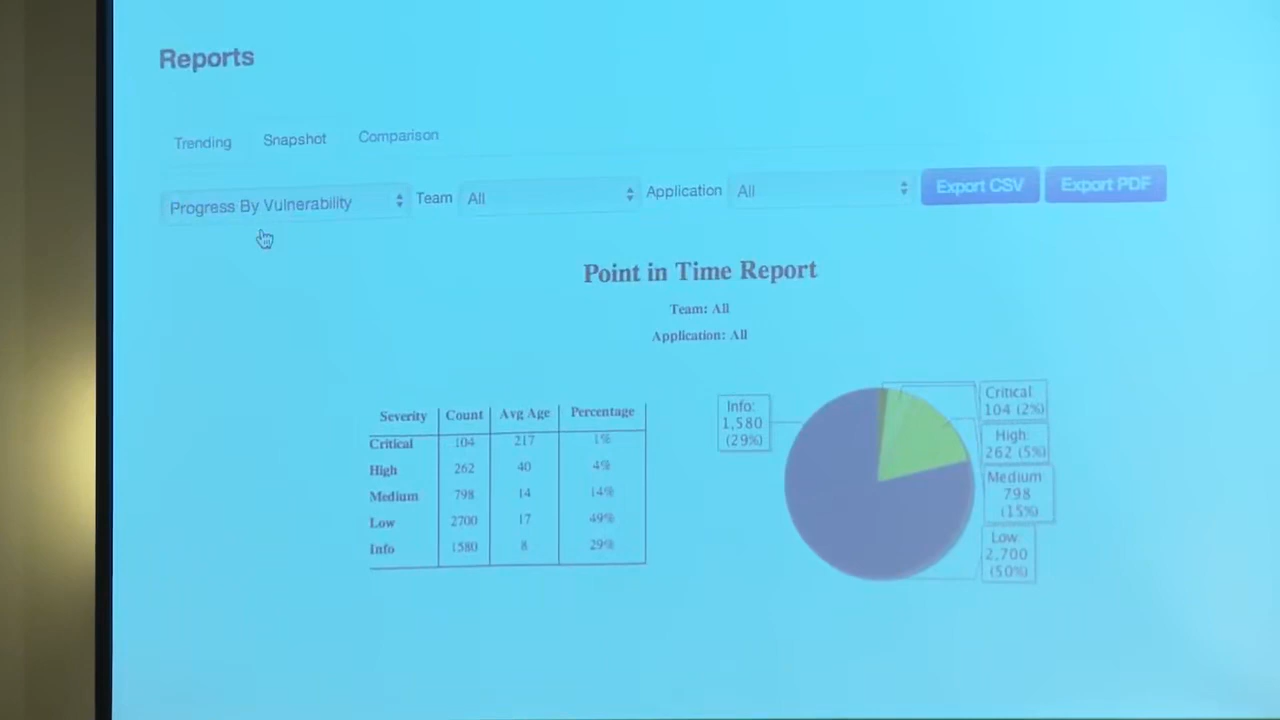 Reports
Trending Snapshot Comparison
Progress By Vulnerability Team All Application All Export CSV Export PDF
Point in Time Report
Team: All
Application: All
Severity Count Avg Age Percentage
Critical 104 217 1%
High 262 40 4%
Medium 798 14 14%
Low 2700 17 49%
Info 1580 8 29%
Info:
1,580
(29%)
Critical
104 (2%)
High:
262 (5%)
Medium
798
(15%)
Low:
2,700
(50%)